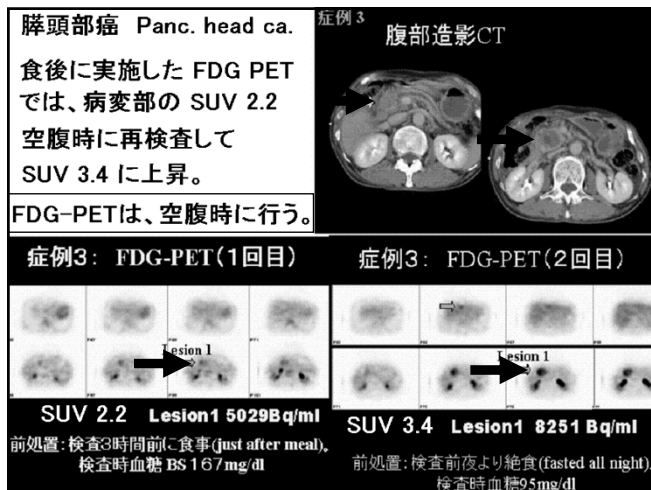 膵頭部癌 Panc. head ca.
食後に実施した FDG PET
では、病変部の SUV 2.2
空腹時に再検査して
SUV 3.4 に上昇。
FDG-PETは、空腹時に行う。
症例 3
腹部造影CT
症例3: FDG-PET(1回目)
Lesion 1
SUV 2.2 Lesion1 5029Bq/ml
前処置:検査3時間前に食事(just after meal)。
検査時血糖 BS 167mg/dl
症例3: FDG-PET(2回目)
Lesion 1
SUV 3.4 Lesion1 8251 Bq/ml
前処置:検査前夜より絶食(fasted all night)。
検査時血糖95mg/dl